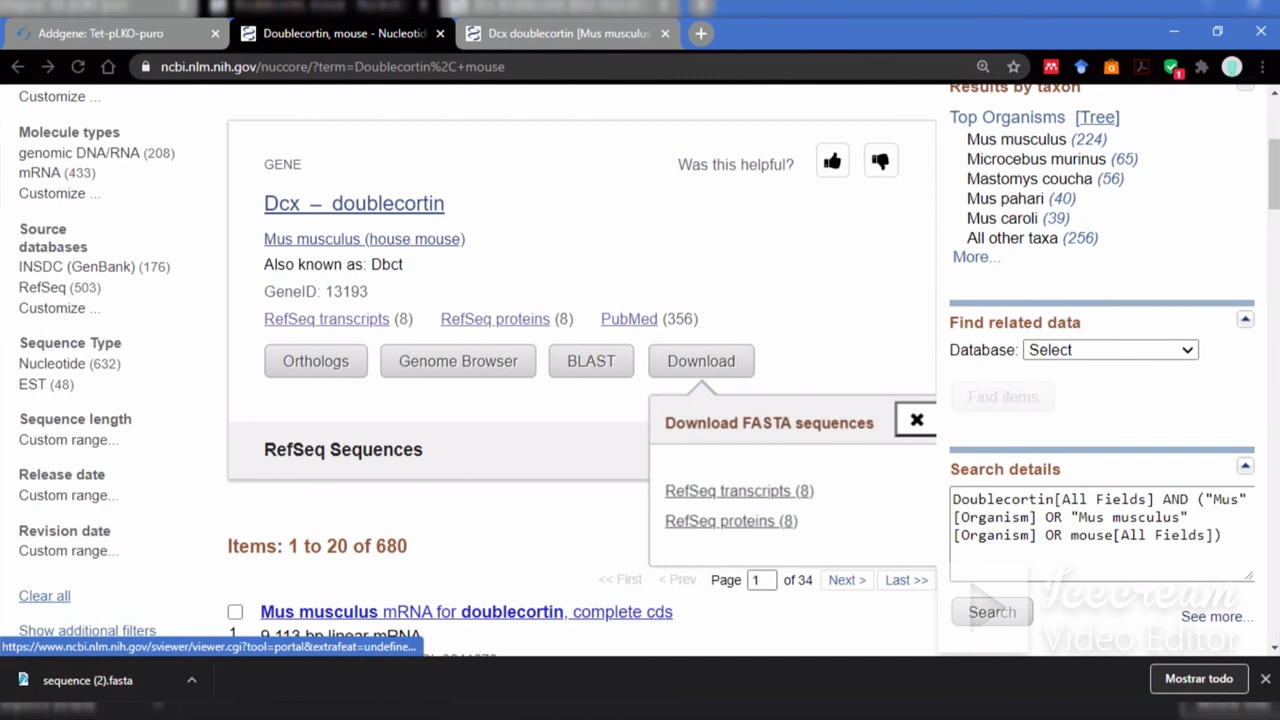 Addgene: Tet-pLKO-puro
Doublecortin, mouse - Nucleotid
Dcx doublecortin [Mus musculus
ncbi.nlm.nih.gov/nuccore/?term=Doublecortin%2C+mouse
1
Customize ...
Molecule types
genomic DNA/RNA (208)
mRNA (433)
Customize ...
Source
databases
INSDC (GenBank) (176)
RefSeq (503)
Customize ...
Sequence Type
Nucleotide (632)
EST (48)
Sequence length
Custom range...
Release date
Custom range...
Revision date
Custom range...
Clear all
Show additional filters
GENE
Was this helpful?
Dcx – doublecortin
Mus musculus (house mouse)
Also known as: Dbct
GeneID: 13193
RefSeq transcripts (8) RefSeq proteins (8) PubMed (356)
Orthologs Genome Browser BLAST Download
Download FASTA sequences
RefSeq Sequences
RefSeq transcripts (8)
RefSeq proteins (8)
Items: 1 to 20 of 680
<< First < Prev Page 1 of 34 Next > Last >>
Mus musculus mRNA for doublecortin, complete cds
1. 9,113 bp linear mRNA
Results by taxon
Top Organisms [Tree]
Mus musculus (224)
Microcebus murinus (65)
Mastomys coucha (56)
Mus pahari (40)
Mus caroli (39)
All other taxa (256)
More...
Find related data
Database: Select
Find items
Search details
Doublecortin[All Fields] AND ("Mus"
[Organism] OR "Mus musculus"
[Organism] OR mouse[All Fields])
Search
See more...
Icecream
Video Editor
https://www.ncbi.nlm.nih.gov/sviewer/viewer.cgi?tool=portal&extrafeat=undefine...
sequence (2).fasta
Mostrar todo